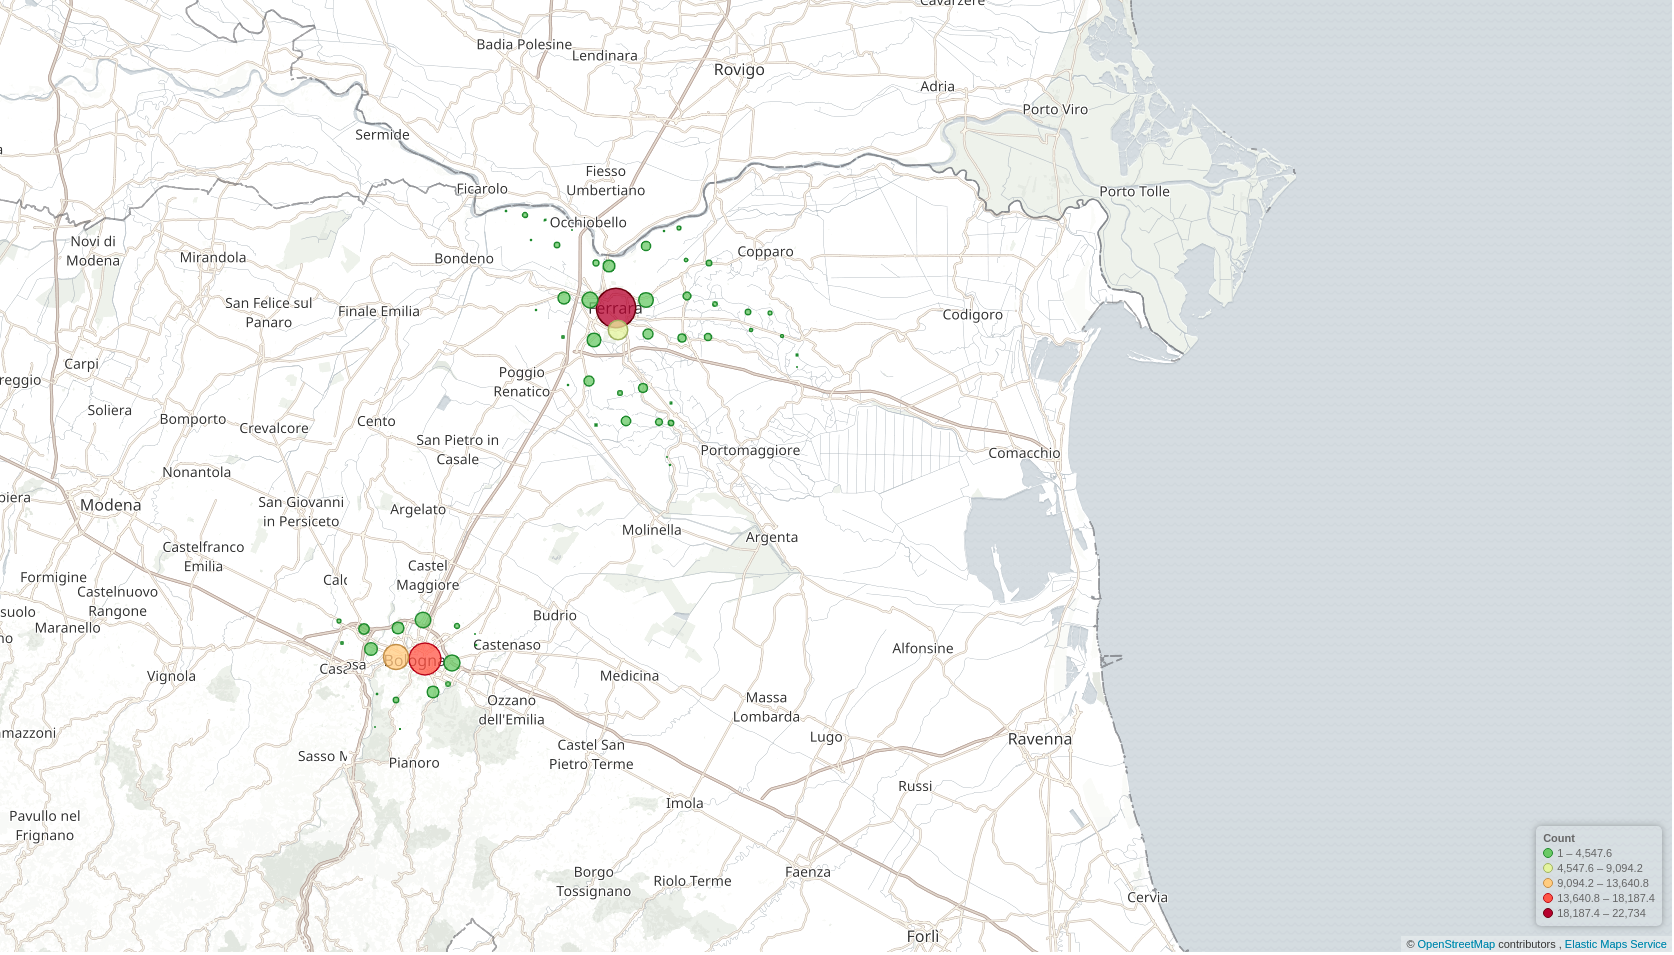 Cavarzere
Badia Polesine
Lendinara
Rovigo
Adria
Porto Viro
Sermide
Fiesso
Umbertiano
Ficarolo
Porto Tolle
Occhiobello
Novi di
Modena
Mirandola
Bondeno
Copparo
San Felice sul
Panaro
Finale Emilia
Ferrara
Codigoro
Carpi
reggio
Poggio
Renatico
Soliera
Bomporto
Crevalcore
Cento
San Pietro in
Casale
Portomaggiore
Comacchio
Nonantola
Modena
San Giovanni
in Persiceto
Argelato
Molinella
Argenta
Castelfranco
Emilia
Castel
Maggiore
Formigine
Calc
Castelnuovo
Rangone
suolo
Maranello
Budrio
Castenaso
Alfonsine
Bologna
Vignola
Medicina
Ozzano
dell'Emilia
Massa
Lombarda
mazzoni
Lugo
Ravenna
Sasso M
Pianoro
Castel San
Pietro Terme
Russi
Imola
Pavullo nel
Frignano
Borgo
Tossignano
Riolo Terme
Faenza
Cervia
Forlì
Count
1 – 4,547.6
4,547.6 – 9,094.2
9,094.2 – 13,640.8
13,640.8 – 18,187.4
18,187.4 – 22,734
© OpenStreetMap contributors , Elastic Maps Service